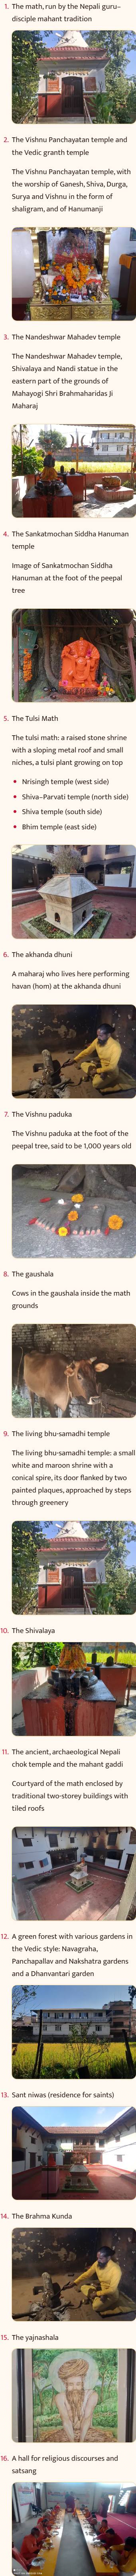 1. The math, run by the Nepali guru–
disciple mahant tradition
2. The Vishnu Panchayatan temple and
the Vedic granth temple
The Vishnu Panchayatan temple, with
the worship of Ganesh, Shiva, Durga,
Surya and Vishnu in the form of
shaligram, and of Hanumanji
3. The Nandeshwar Mahadev temple
The Nandeshwar Mahadev temple,
Shivalaya and Nandi statue in the
eastern part of the grounds of
Mahayogi Shri Brahmaharidas Ji
Maharaj
4. The Sankatmochan Siddha Hanuman
temple
Image of Sankatmochan Siddha
Hanuman at the foot of the peepal
tree
5. The Tulsi Math
The tulsi math: a raised stone shrine
with a sloping metal roof and small
niches, a tulsi plant growing on top
• Nrisingh temple (west side)
• Shiva–Parvati temple (north side)
• Shiva temple (south side)
• Bhim temple (east side)
6. The akhanda dhuni
A maharaj who lives here performing
havan (hom) at the akhanda dhuni
7. The Vishnu paduka
The Vishnu paduka at the foot of the
peepal tree, said to be 1,000 years old
8. The gaushala
Cows in the gaushala inside the math
grounds
9. The living bhu-samadhi temple
The living bhu-samadhi temple: a small
white and maroon shrine with a
conical spire, its door flanked by two
painted plaques, approached by steps
through greenery
10. The Shivalaya
11. The ancient, archaeological Nepali
chok temple and the mahant gaddi
Courtyard of the math enclosed by
traditional two-storey buildings with
tiled roofs
12. A green forest with various gardens in
the Vedic style: Navagraha,
Panchapallav and Nakshatra gardens
and a Dhanvantari garden
13. Sant niwas (residence for saints)
14. The Brahma Kunda
15. The yajnashala
16. A hall for religious discourses and
satsang